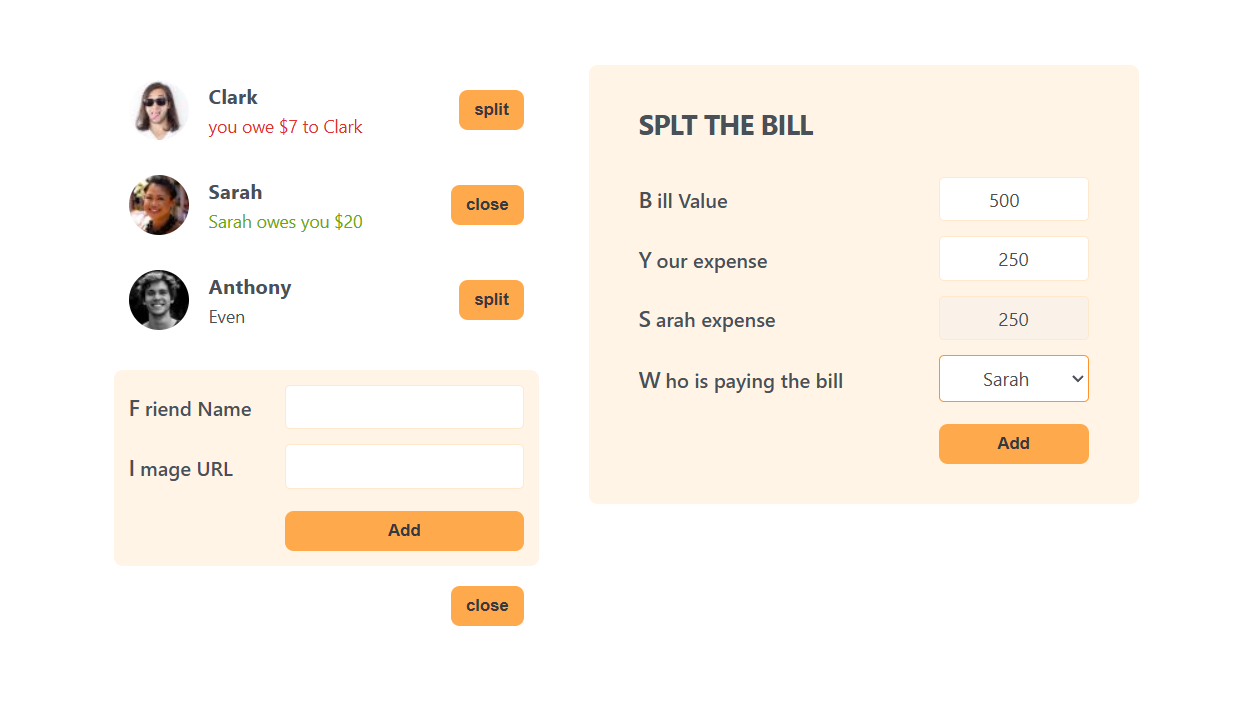 Clark
you owe $7 to Clark
split
Sarah
Sarah owes you $20
close
Anthony
Even
split
F riend Name
I mage URL
Add
close
SPLT THE BILL
B ill Value
500
Y our expense
250
S arah expense
250
W ho is paying the bill
Sarah
Add